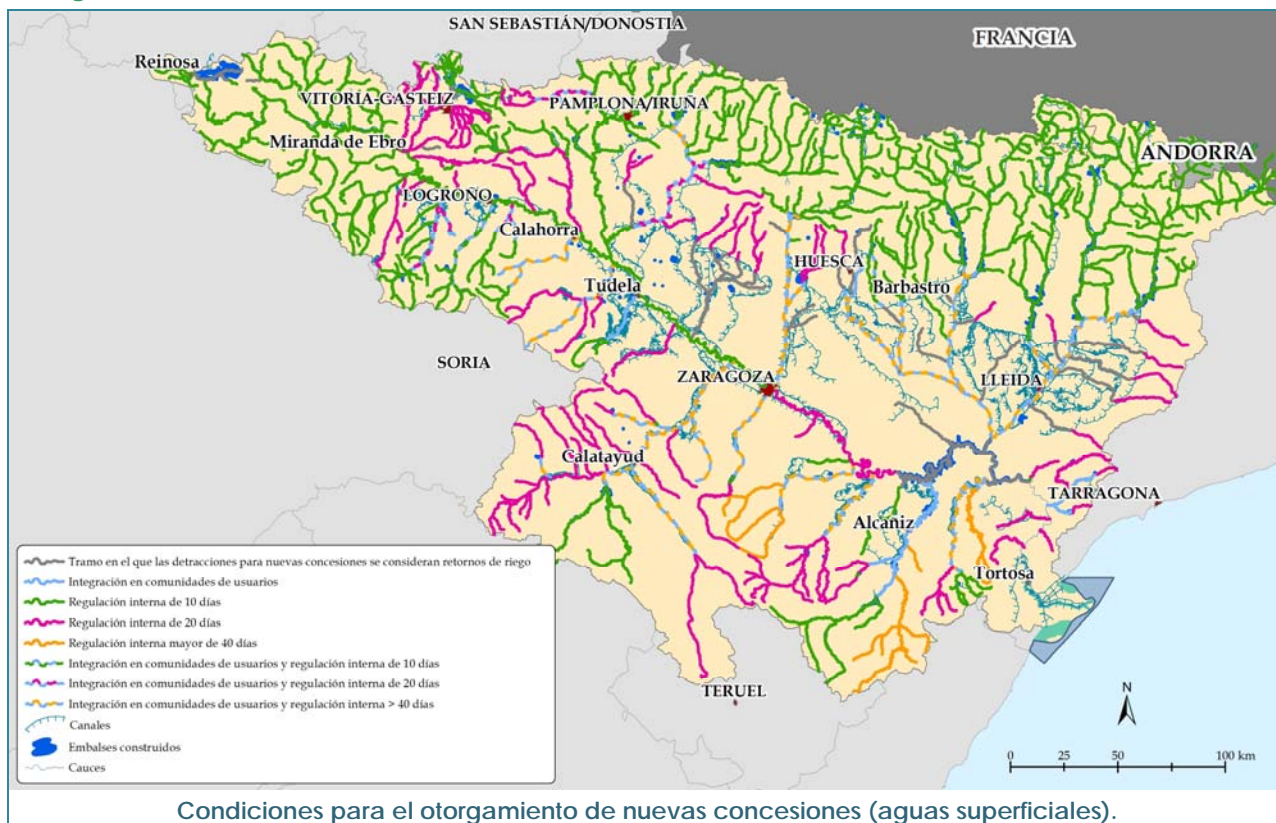 SAN SEBASTIÁN/DONOSTIA
FRANCIA
Reinosa
VITORIA-GASTEIZ
PAMPLONA/IRUÑA
Miranda de Ebro
ANDORRA
LOGROÑO
Calahorra
HUESCA
Barbastro
Tudela
SORIA
ZARAGOZA
LLEIDA
Calatayud
TARRAGONA
Alcañiz
Tortosa
TERUEL
Tramo en el que las detracciones para nuevas concesiones se consideran retornos de riego
Integración en comunidades de usuarios
Regulación interna de 10 días
Regulación interna de 20 días
Regulación interna mayor de 40 días
Integración en comunidades de usuarios y regulación interna de 10 días
Integración en comunidades de usuarios y regulación interna de 20 días
Integración en comunidades de usuarios y regulación interna > 40 días
Canales
Embalses construidos
Cauces
N
0 25 50 100 km
Condiciones para el otorgamiento de nuevas concesiones (aguas superficiales).